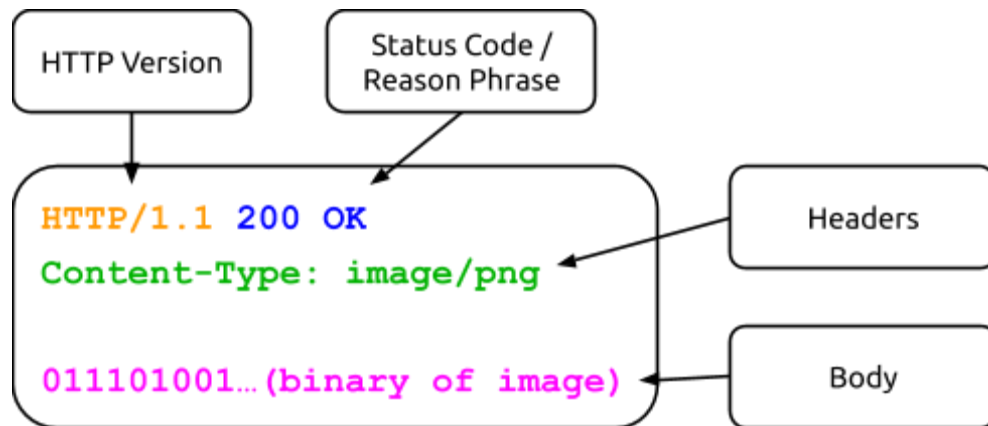 HTTP Version
Status Code /
Reason Phrase
HTTP/1.1 200 OK
Content-Type: image/png
Headers
011101001…(binary of image)
Body